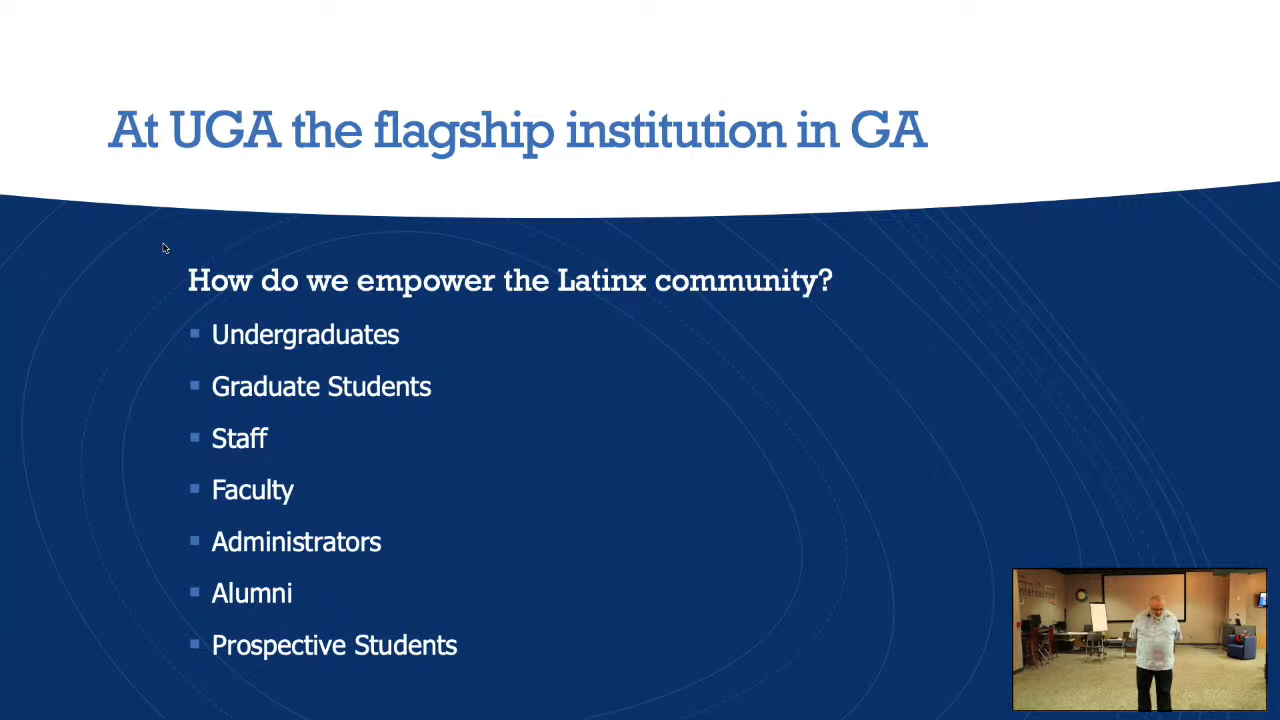 At UGA the flagship institution in GA
How do we empower the Latinx community?
Undergraduates
Graduate Students
Staff
Faculty
Administrators
Alumni
Prospective Students